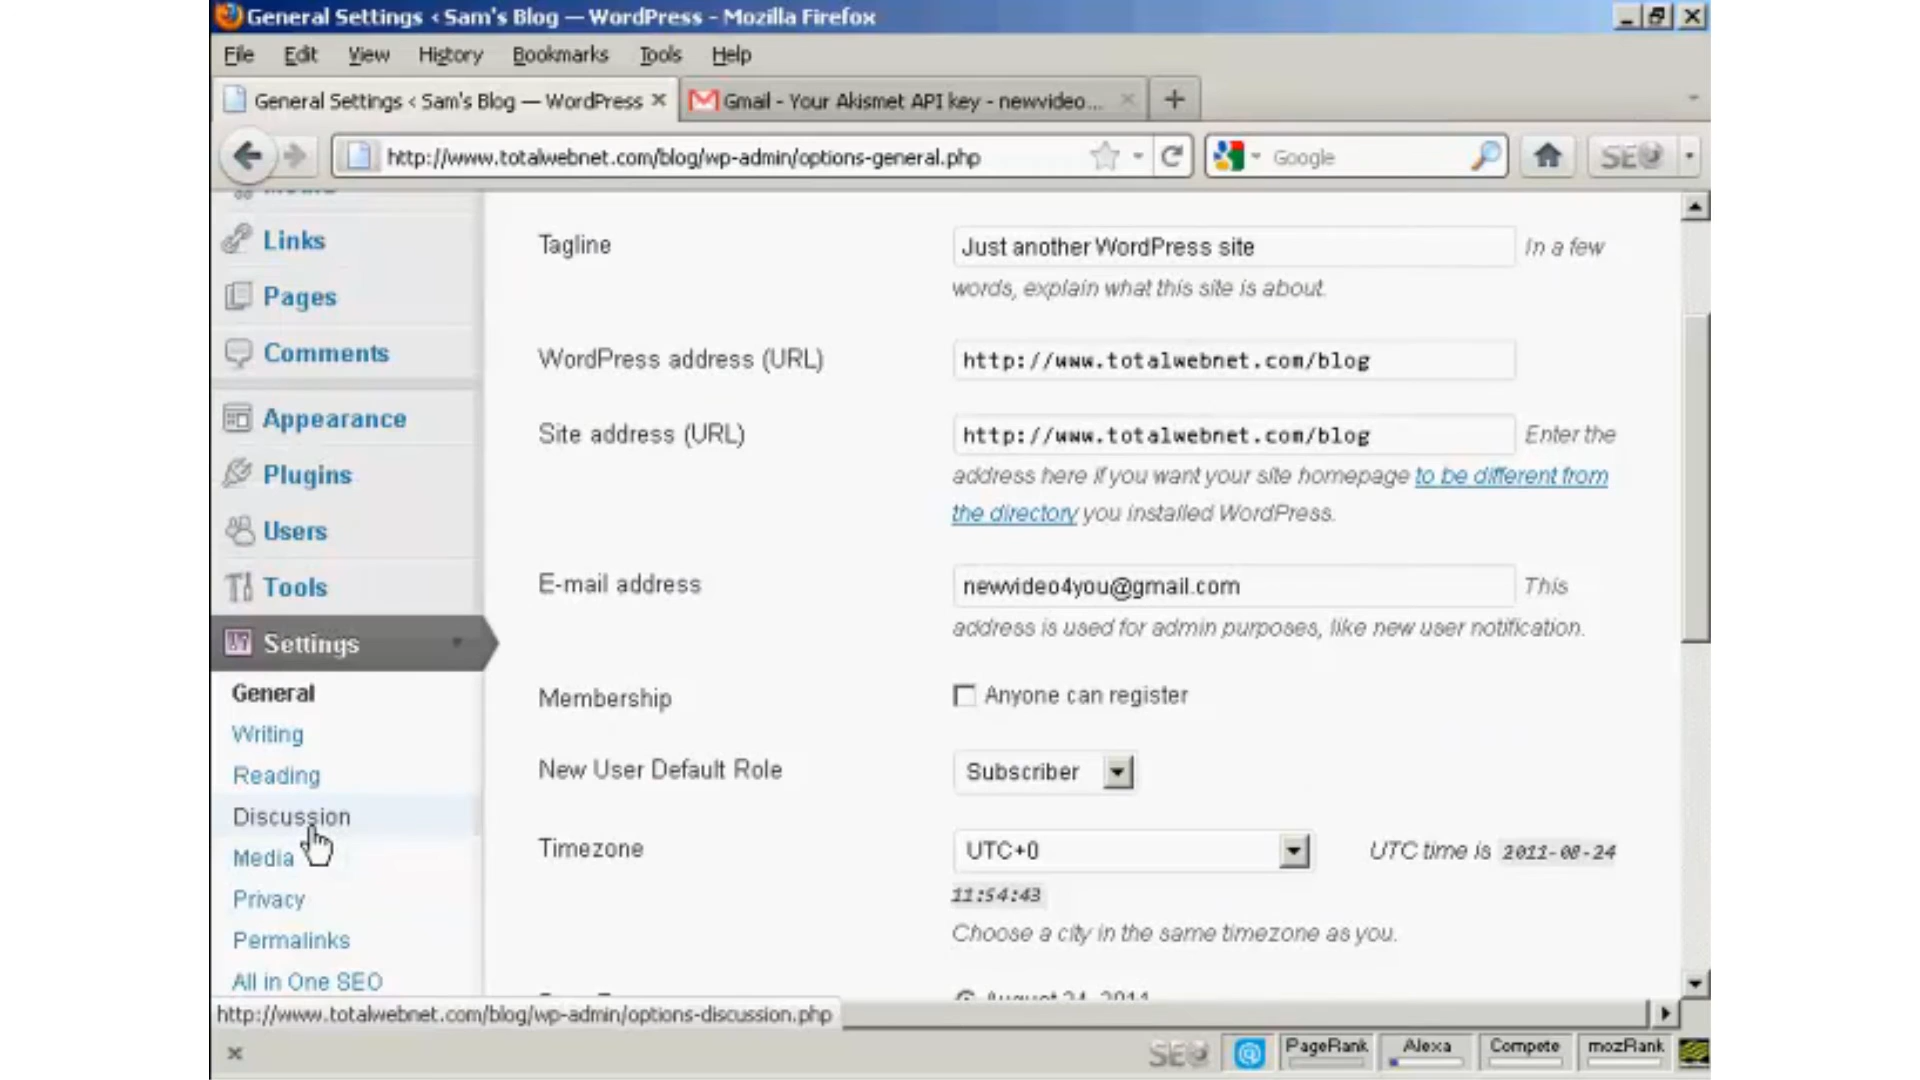 General Settings ‹ Sam's Blog — WordPress - Mozilla Firefox
File Edit View History Bookmarks Tools Help
General Settings ‹ Sam's Blog — WordPress
Gmail - Your Akismet API key - newvideo...
http://www.totalwebnet.com/blog/wp-admin/options-general.php
Google
SEO
Links
Pages
Comments
Appearance
Plugins
Users
Tools
Settings
General
Writing
Reading
Discussion
Media
Privacy
Permalinks
All in One SEO
Tagline
Just another WordPress site
In a few
words, explain what this site is about.
WordPress address (URL)
http://www.totalwebnet.com/blog
Site address (URL)
http://www.totalwebnet.com/blog
Enter the
address here if you want your site homepage to be different from
the directory you installed WordPress.
E-mail address
newvideo4you@gmail.com
This
address is used for admin purposes, like new user notification.
Membership
Anyone can register
New User Default Role
Subscriber
Timezone
UTC+0
UTC time is 2011-08-24
11:54:43
Choose a city in the same timezone as you.
August 24, 2011
http://www.totalwebnet.com/blog/wp-admin/options-discussion.php
SEO
PageRank
Alexa
Compete
mozRank